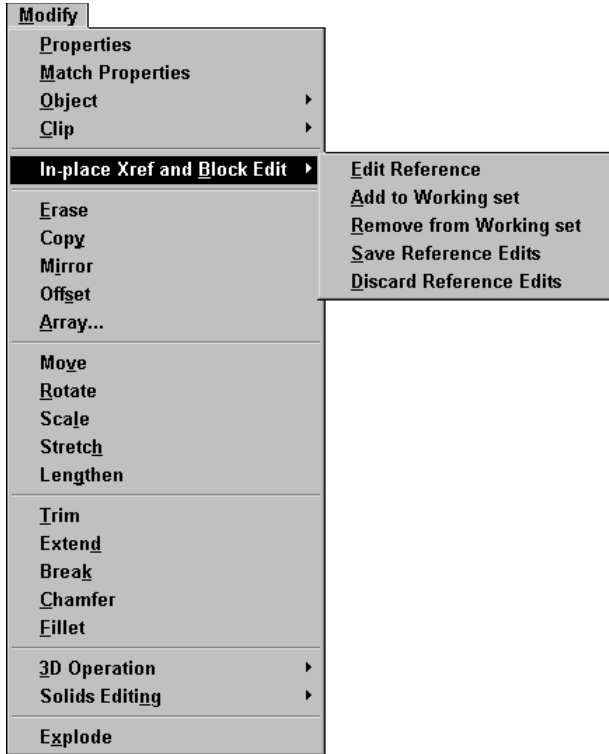 Modify
Properties
Match Properties
Object
Clip
In-place Xref and Block Edit
Edit Reference
Add to Working set
Remove from Working set
Save Reference Edits
Discard Reference Edits
Erase
Copy
Mirror
Offset
Array...
Move
Rotate
Scale
Stretch
Lengthen
Trim
Extend
Break
Chamfer
Fillet
3D Operation
Solids Editing
Explode